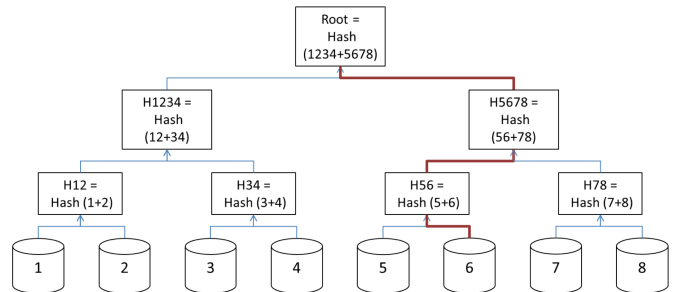 Root =
Hash
(1234+5678)
H1234 =
Hash
(12+34)
H5678 =
Hash
(56+78)
H12 =
Hash (1+2)
H34 =
Hash (3+4)
H56 =
Hash (5+6)
H78 =
Hash (7+8)
1
2
3
4
5
6
7
8